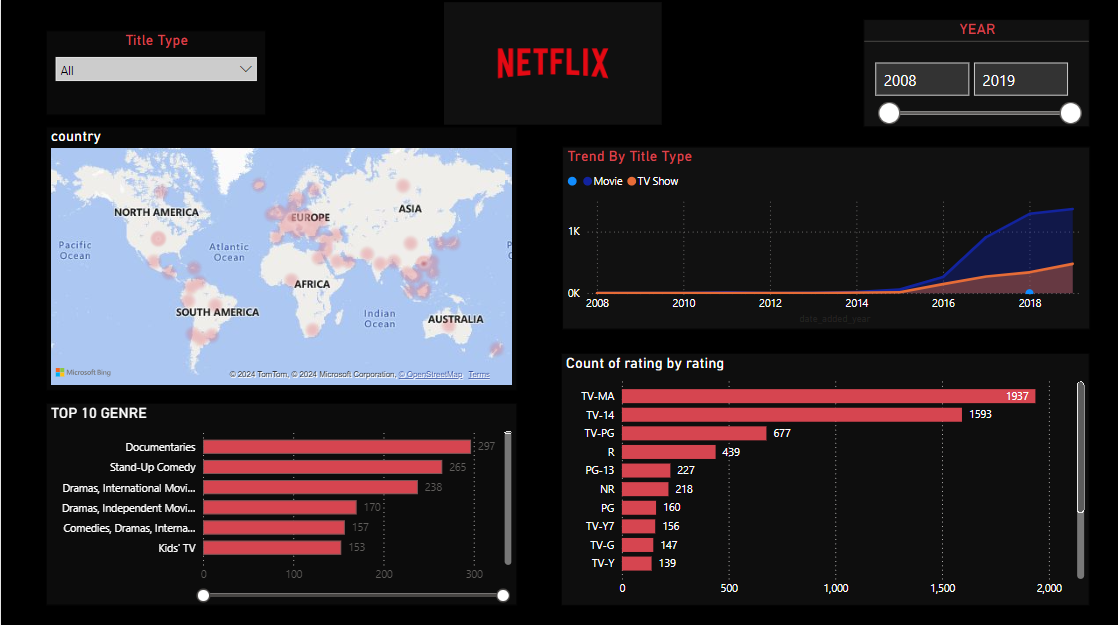 Title Type
All
NETFLIX
YEAR
2008
2019
country
NORTH AMERICA
EUROPE
ASIA
Pacific
Ocean
Atlantic
Ocean
AFRICA
SOUTH AMERICA
Indian
Ocean
AUSTRALIA
P
Microsoft Bing
© 2024 TomTom, © 2024 Microsoft Corporation, © OpenStreetMap Terms
Trend By Title Type
Movie TV Show
1K
0K
2008 2010 2012 2014 2016 2018
date_added_year
TOP 10 GENRE
Documentaries 297
Stand-Up Comedy 265
Dramas, International Movi... 238
Dramas, Independent Movi... 170
Comedies, Dramas, Interna... 157
Kids' TV 153
0 100 200 300
Count of rating by rating
TV-MA 1937
TV-14 1593
TV-PG 677
R 439
PG-13 227
NR 218
PG 160
TV-Y7 156
TV-G 147
TV-Y 139
0 500 1,000 1,500 2,000